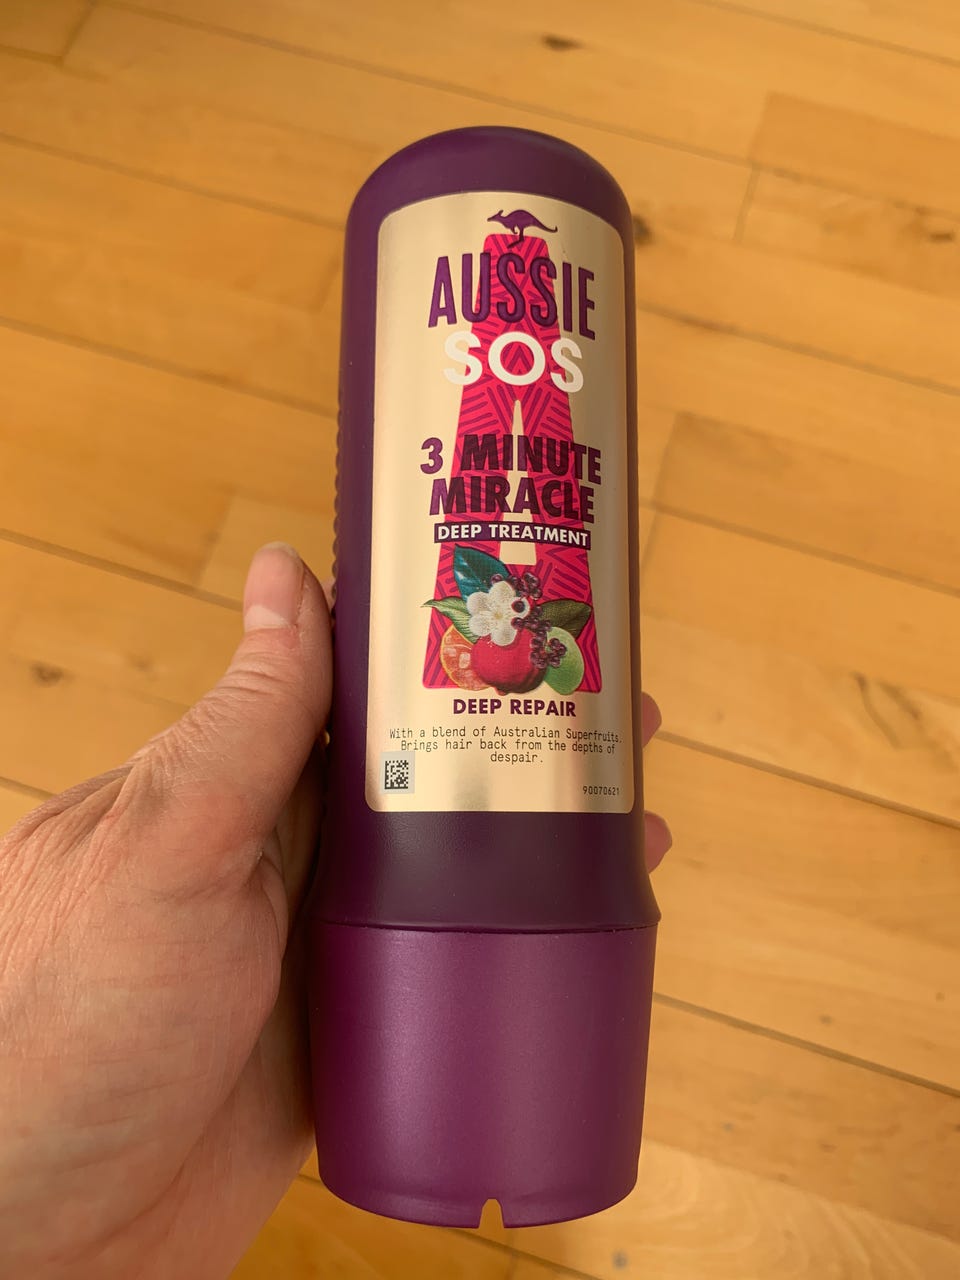 AUSSIE
SOS
3 MINUTE
MIRACLE
DEEP TREATMENT
DEEP REPAIR
With a blend of Australian Superfruits.
Brings hair back from the depths of
despair.
90070621